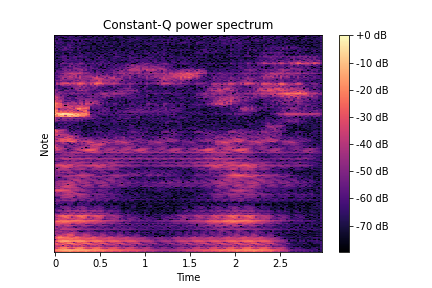 Constant-Q power spectrum
Note
0
0.5
1
1.5
2
2.5
Time
+0 dB
-10 dB
-20 dB
-30 dB
-40 dB
-50 dB
-60 dB
-70 dB